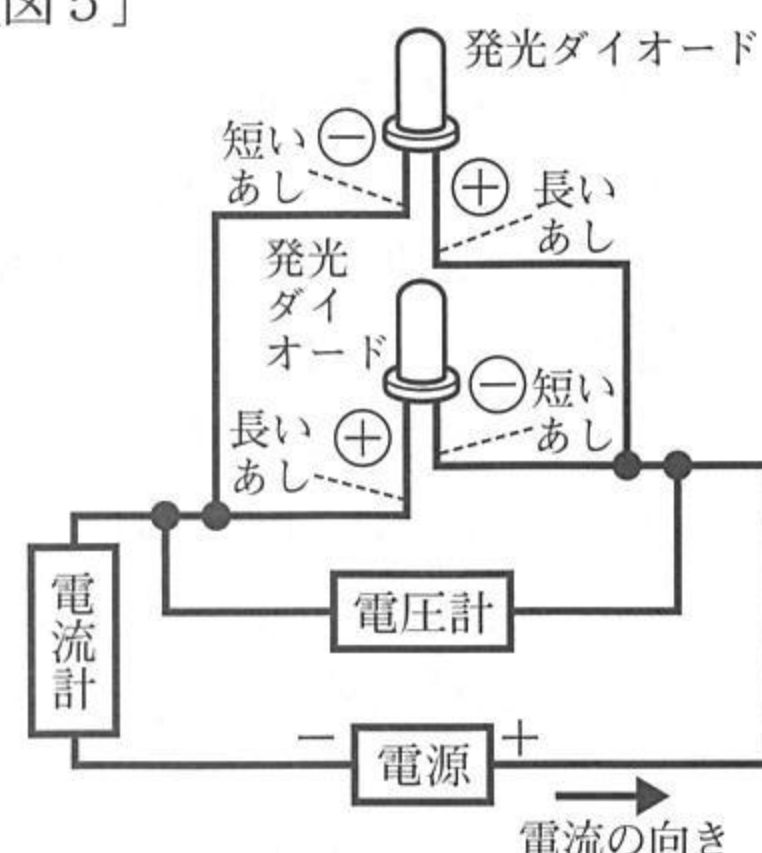 図5」
発光ダイオード
短い
あし
⊖
⊕
長い
あし
発光
ダイ
オード
長い
あし
⊕
⊖
短い
あし
電流計
電圧計
−
電源
+
電流の向き